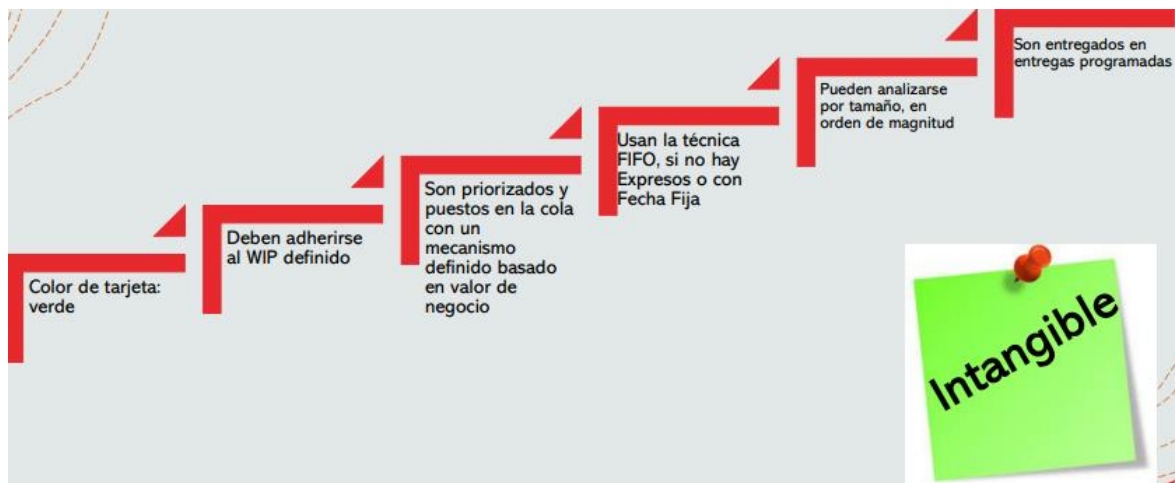 Color de tarjeta:
verde
Deben adherirse
al WIP definido
Son priorizados y
puestos en la cola
con un
mecanismo
definido basado
en valor de
negocio
Usan la técnica
FIFO, si no hay
Expresos o con
Fecha Fija
Pueden analizarse
por tamaño, en
orden de magnitud
Son entregados en
entregas programadas
Intangible